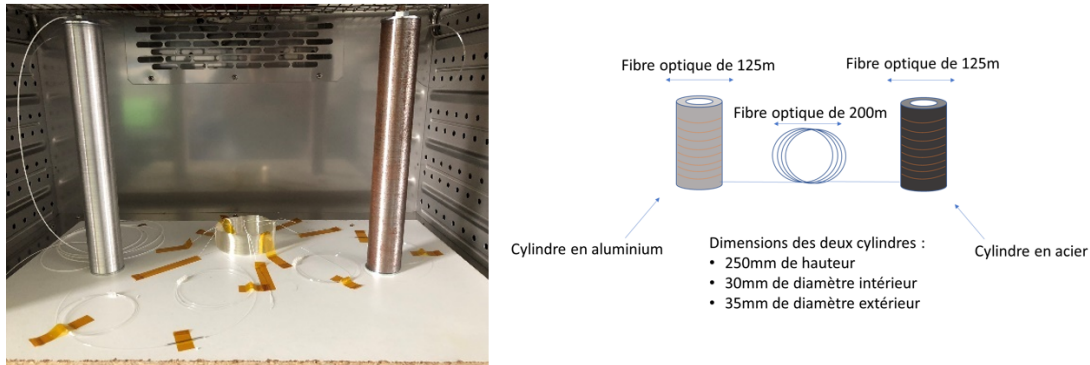 Fibre optique de 125m
Fibre optique de 125m
Fibre optique de 200m
Cylindre en aluminium
Cylindre en acier
Dimensions des deux cylindres :
• 250mm de hauteur
• 30mm de diamètre intérieur
• 35mm de diamètre extérieur